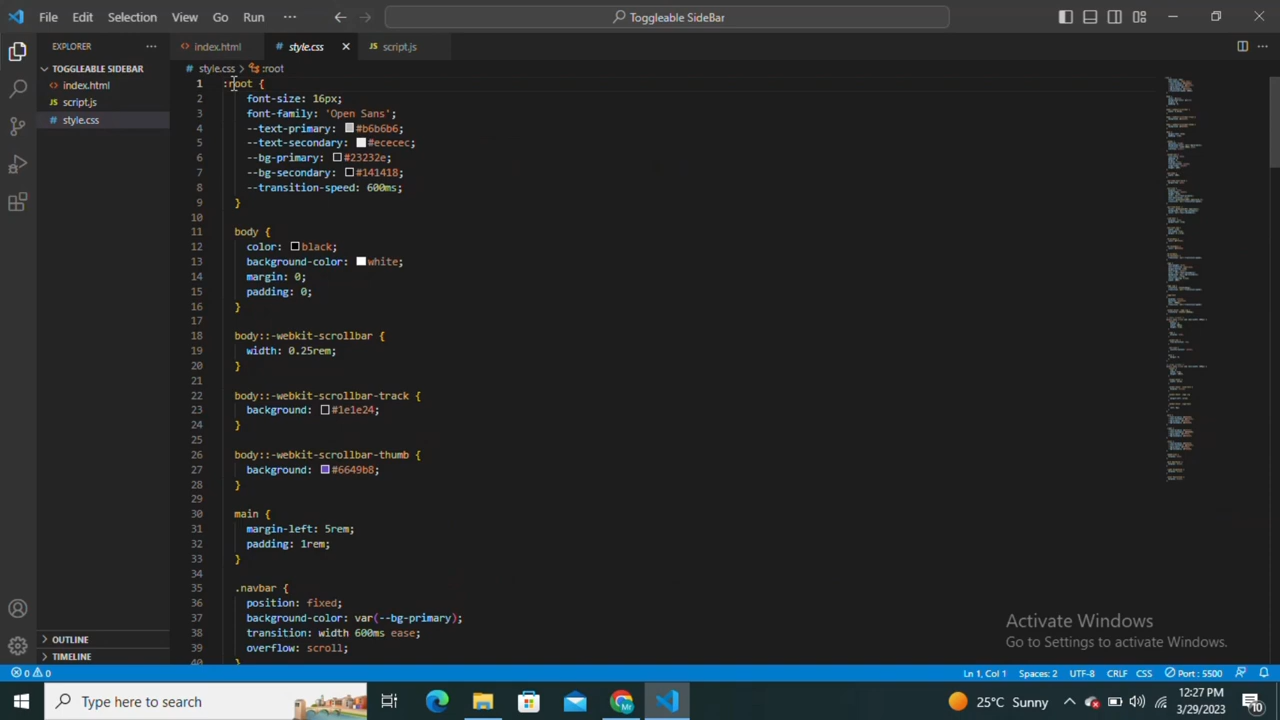 File Edit Selection View Go Run ··· Toggleable SideBar
EXPLORER ···
index.html style.css script.js
TOGGLEABLE SIDEBAR
index.html
script.js
style.css
style.css > :root
1 :root {
2 font-size: 16px;
3 font-family: 'Open Sans';
4 --text-primary: #b6b6b6;
5 --text-secondary: #ececec;
6 --bg-primary: #23232e;
7 --bg-secondary: #141418;
8 --transition-speed: 600ms;
9 }
10
11 body {
12 color: black;
13 background-color: white;
14 margin: 0;
15 padding: 0;
16 }
17
18 body::-webkit-scrollbar {
19 width: 0.25rem;
20 }
21
22 body::-webkit-scrollbar-track {
23 background: #1e1e24;
24 }
25
26 body::-webkit-scrollbar-thumb {
27 background: #6649b8;
28 }
29
30 main {
31 margin-left: 5rem;
32 padding: 1rem;
33 }
34
35 .navbar {
36 position: fixed;
37 background-color: var(--bg-primary);
38 transition: width 600ms ease;
39 overflow: scroll;
40 }
OUTLINE
TIMELINE
Activate Windows
Go to Settings to activate Windows.
0 0 Ln 1, Col 1 Spaces: 2 UTF-8 CRLF CSS Port : 5500
Type here to search
25°C Sunny
12:27 PM
3/29/2023
10